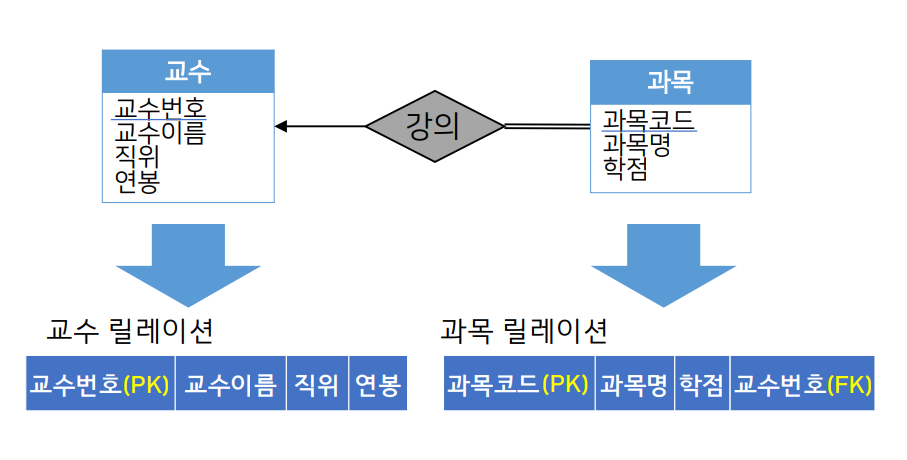 교수
교수번호
교수이름
직위
연봉
강의
과목
과목코드
과목명
학점
교수 릴레이션
교수번호(PK) 교수이름 직위 연봉
과목 릴레이션
과목코드(PK) 과목명 학점 교수번호(FK)